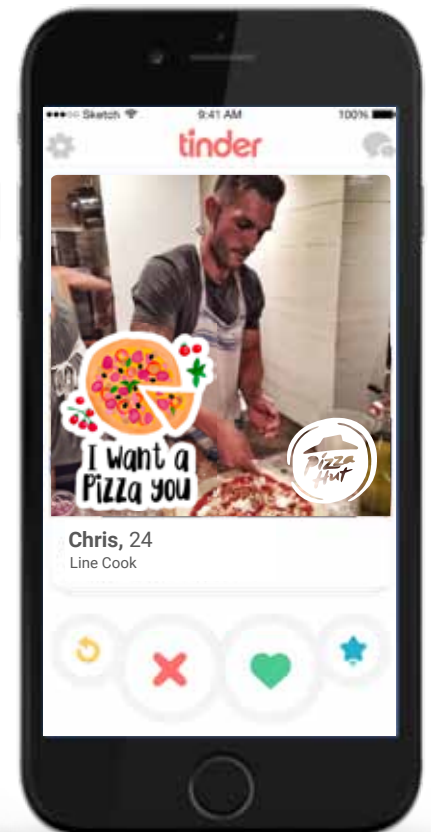 Sketch
9:41 AM
100%
tinder
I want a
Pizza you
Pizza
Hut
Chris, 24
Line Cook